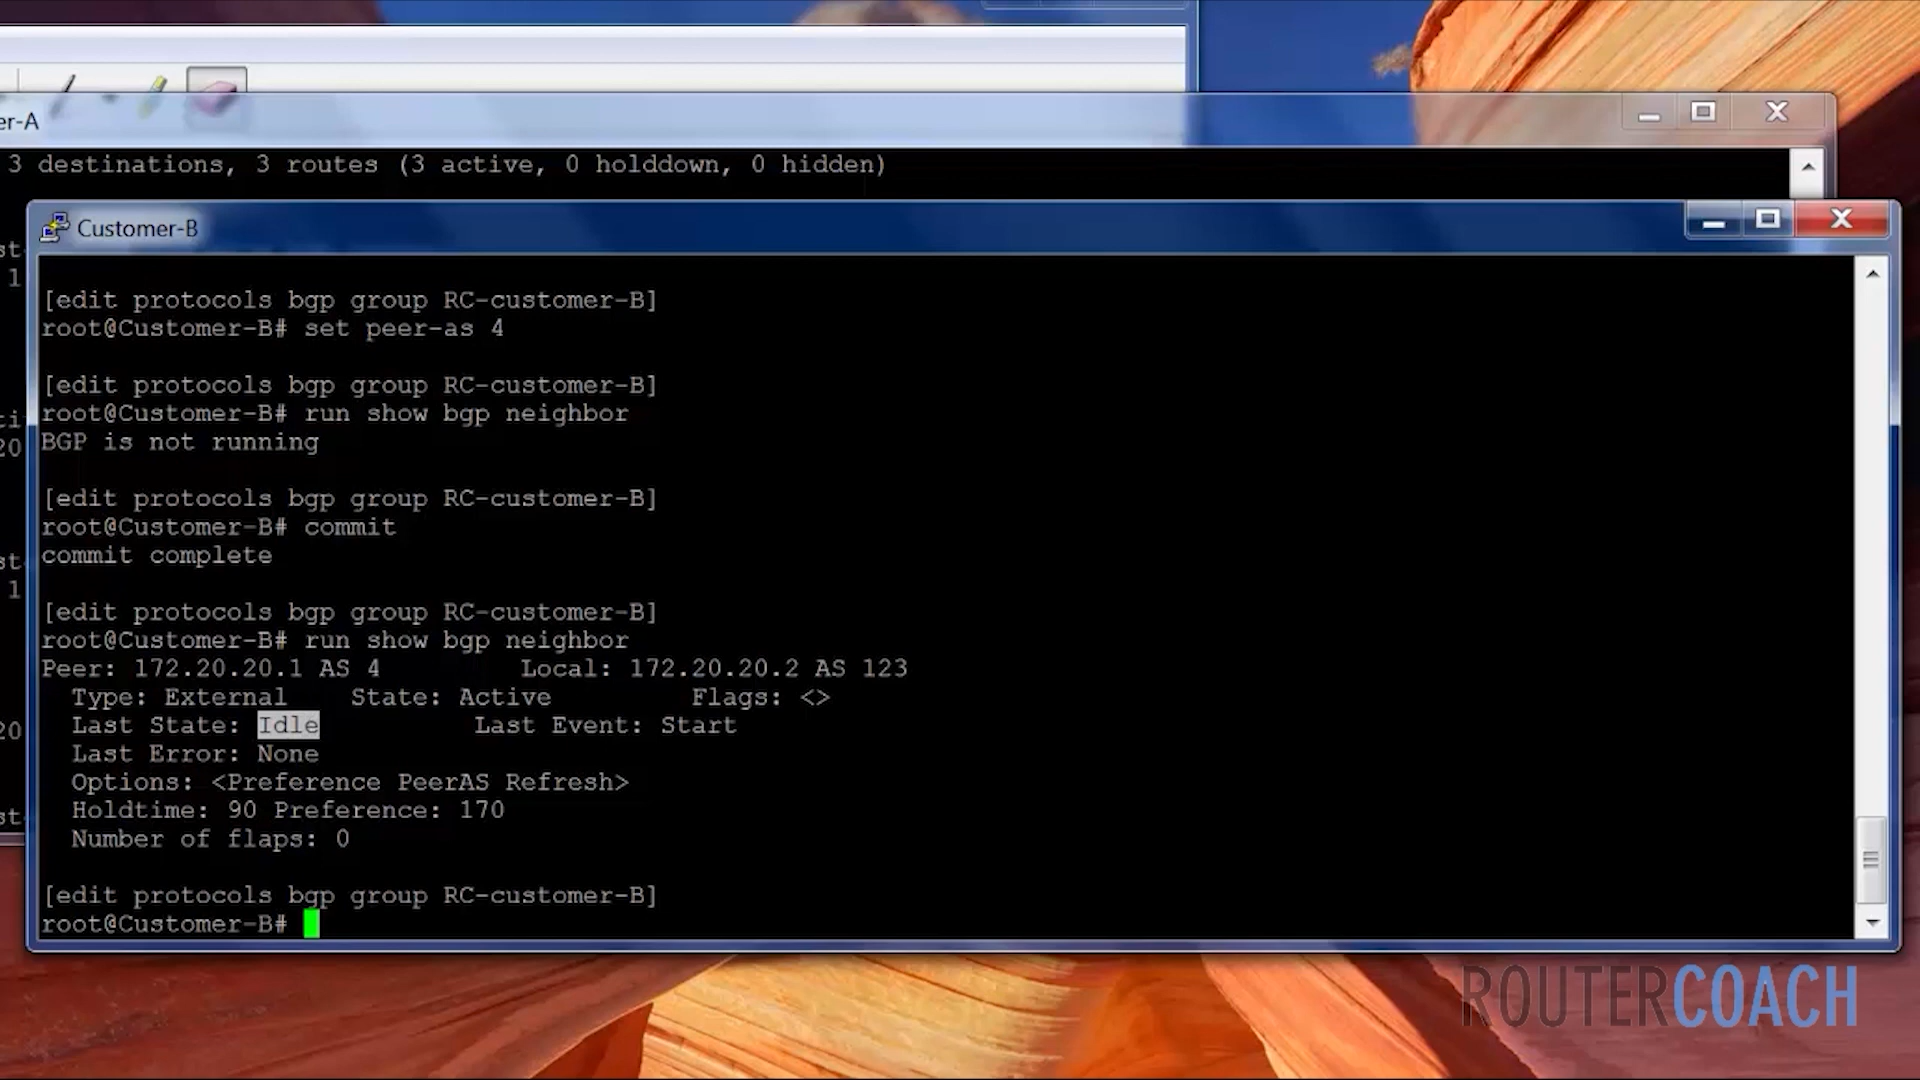 er-A
3 destinations, 3 routes (3 active, 0 holddown, 0 hidden)
Customer-B
[edit protocols bgp group RC-customer-B]
root@Customer-B# set peer-as 4
[edit protocols bgp group RC-customer-B]
root@Customer-B# run show bgp neighbor
BGP is not running
[edit protocols bgp group RC-customer-B]
root@Customer-B# commit
commit complete
[edit protocols bgp group RC-customer-B]
root@Customer-B# run show bgp neighbor
Peer: 172.20.20.1 AS 4 Local: 172.20.20.2 AS 123
Type: External State: Active Flags: <>
Last State: Idle Last Event: Start
Last Error: None
Options: <Preference PeerAS Refresh>
Holdtime: 90 Preference: 170
Number of flaps: 0
[edit protocols bgp group RC-customer-B]
root@Customer-B#
ROUTERCOACH